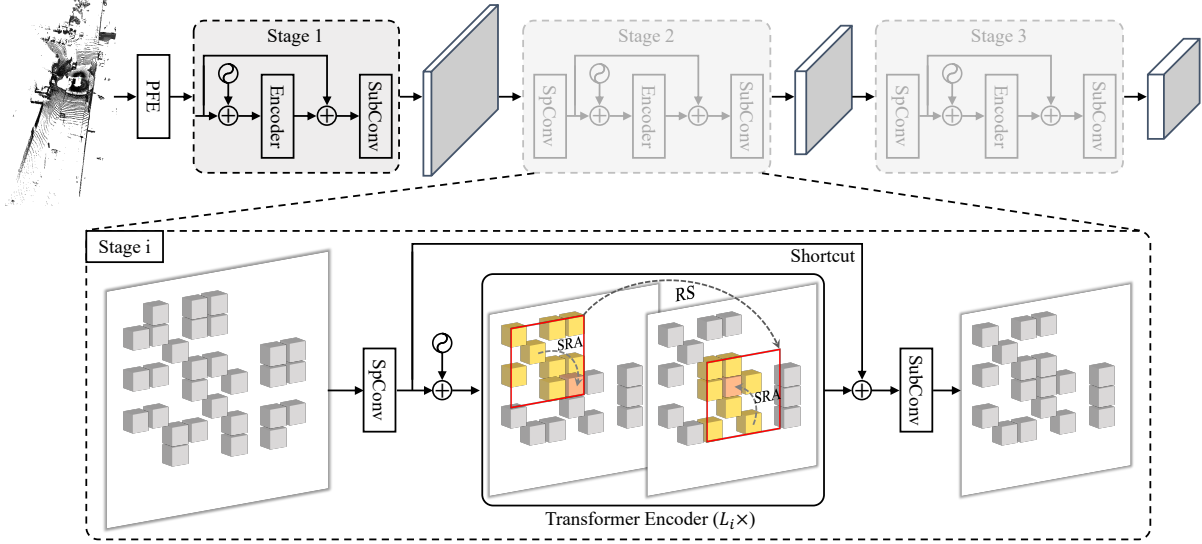 Stage 1
Stage 2
Stage 3
PFE
Encoder
SubConv
SpConv
Encoder
SubConv
SpConv
Encoder
SubConv
Stage i
Shortcut
RS
SRA
SRA
SpConv
SubConv
Transformer Encoder (Lᵢ×)